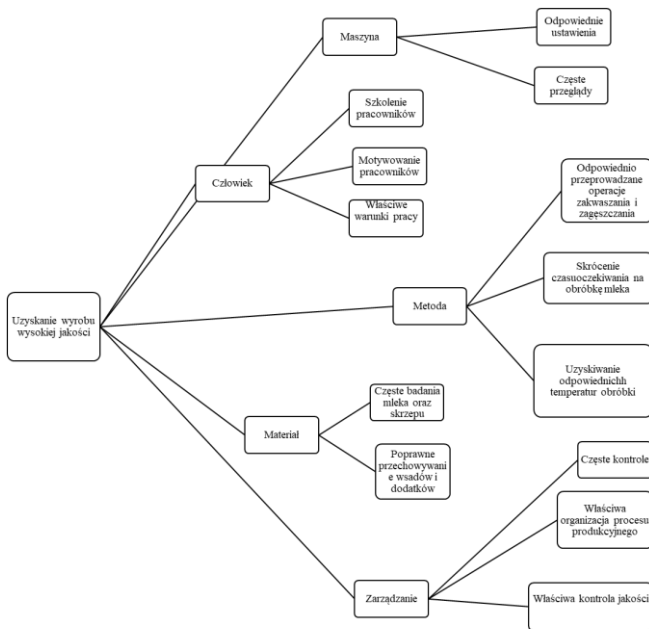 Maszyna
Odpowiednie
ustawienia
Częste
przeglądy
Człowiek
Szkolenie
pracowników
Motywowanie
pracowników
Właściwe
warunki pracy
Uzyskanie wyrobu
wysokiej jakości
Metoda
Odpowiednio
przeprowadzane
operacje
zakwaszania i
zagęszczania
Skrócenie
czasuoczekiwania na
obróbkę mleka
Uzyskiwanie
odpowiednichh
temperatur obróbki
Materiał
Częste badania
mleka oraz
skrzepu
Poprawne
przechowywani
e wsadów i
dodatków
Zarządzanie
Częste kontrole
Właściwa
organizacja procesu
produkcyjnego
Właściwa kontrola jakości